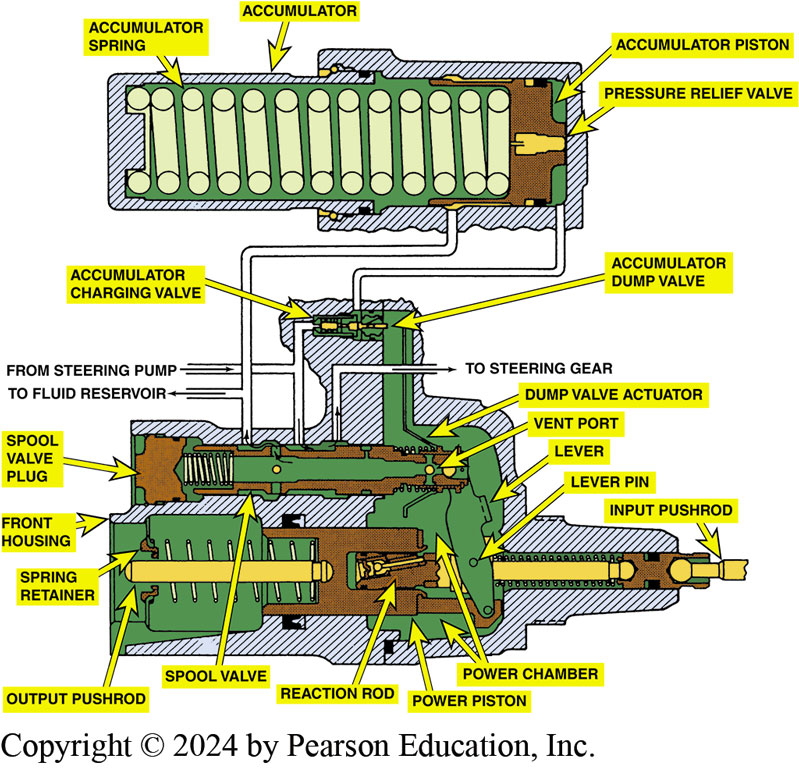 ACCUMULATOR
ACCUMULATOR
SPRING
ACCUMULATOR PISTON
PRESSURE RELIEF VALVE
ACCUMULATOR
CHARGING VALVE
ACCUMULATOR
DUMP VALVE
FROM STEERING PUMP
TO STEERING GEAR
TO FLUID RESERVOIR
DUMP VALVE ACTUATOR
VENT PORT
SPOOL
VALVE
PLUG
LEVER
LEVER PIN
INPUT PUSHROD
FRONT
HOUSING
SPRING
RETAINER
OUTPUT PUSHROD
SPOOL VALVE
REACTION ROD
POWER CHAMBER
POWER PISTON
Copyright © 2024 by Pearson Education, Inc.